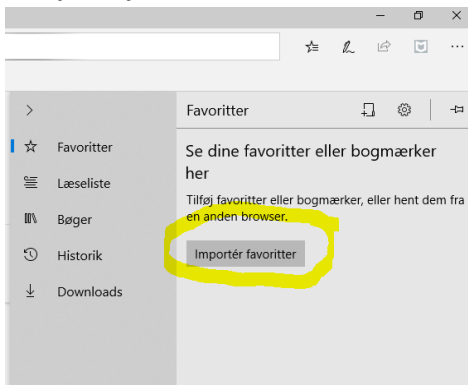 Favoritter
Favoritter
Læseliste
Bøger
Historik
Downloads
Se dine favoritter eller bogmærker
her
Tilføj favoritter eller bogmærker, eller hent dem fra
en anden browser.
Importér favoritter